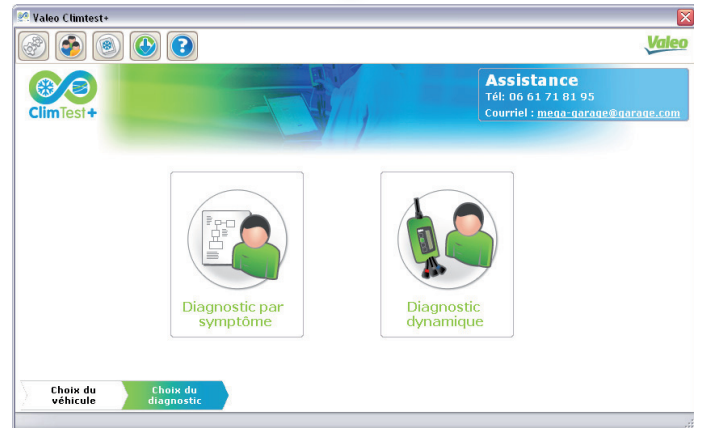 Valeo Climtest+
Valeo
Assistance
Tél: 06 61 71 81 95
Courriel : mega-garage@garage.com
ClimTest+
Diagnostic par
symptôme
Diagnostic
dynamique
Choix du
véhicule
Choix du
diagnostic